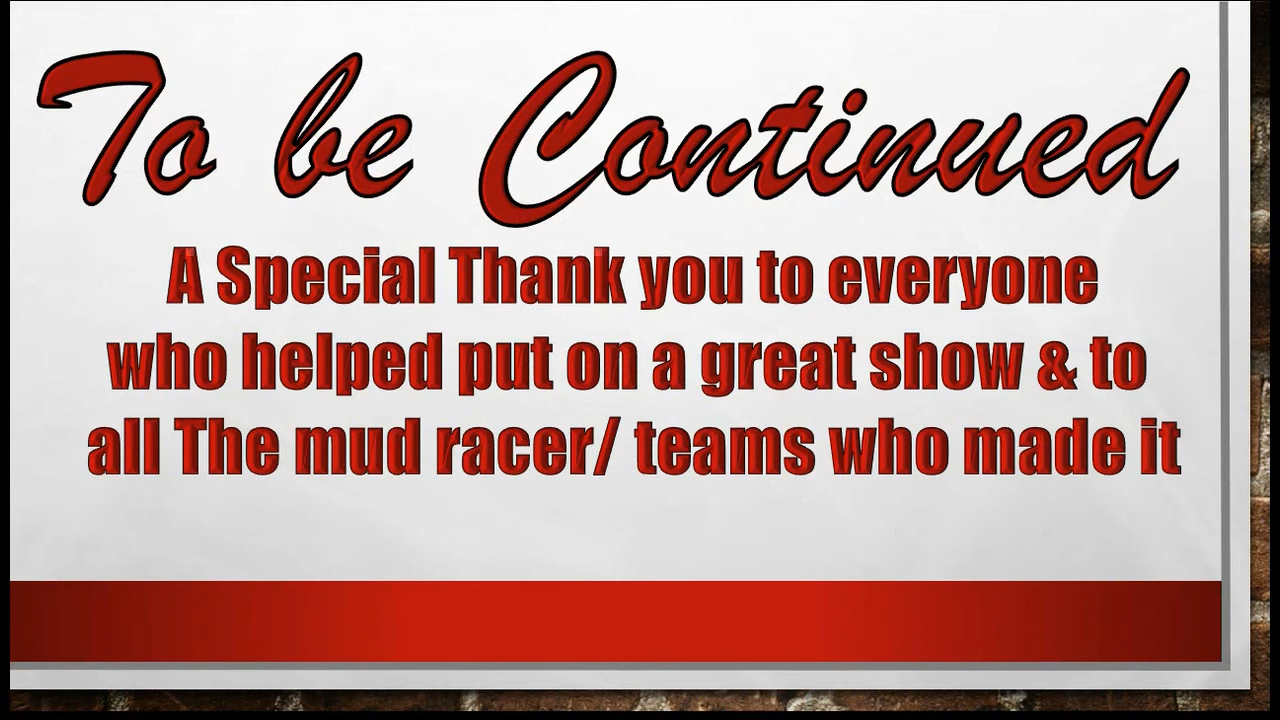 To be Continued
A Special Thank you to everyone
who helped put on a great show & to
all The mud racer/ teams who made it